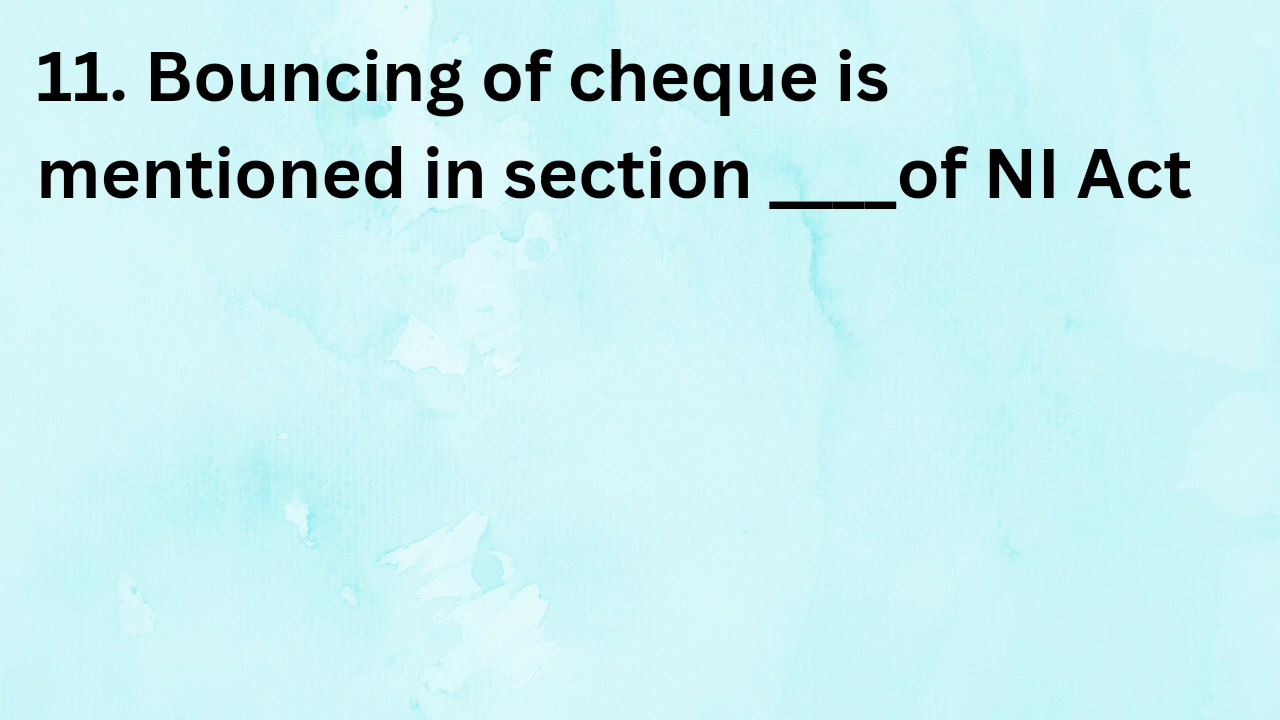 11. Bouncing of cheque is
mentioned in section ____of NI Act